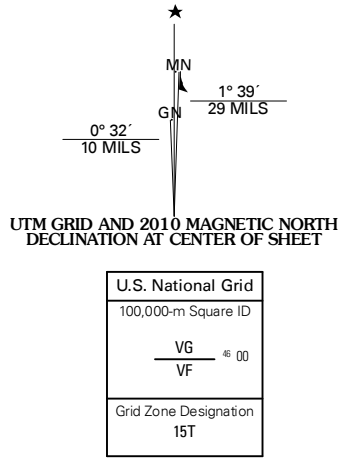 ★
MN
1° 39´
29 MILS
GN
0° 32´
10 MILS
UTM GRID AND 2010 MAGNETIC NORTH
DECLINATION AT CENTER OF SHEET
U.S. National Grid
100,000-m Square ID
VG
46 00
VF
Grid Zone Designation
15T